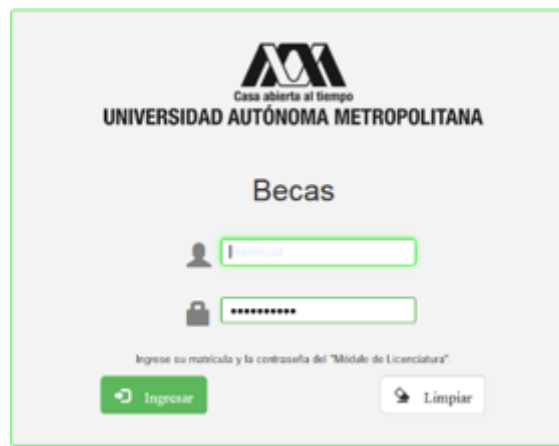 Casa abierta al tiempo
UNIVERSIDAD AUTÓNOMA METROPOLITANA
Becas
Matrícula
••••••••••
Ingrese su matrícula y la contraseña del "Módulo de Licenciatura".
Ingresar
Limpiar